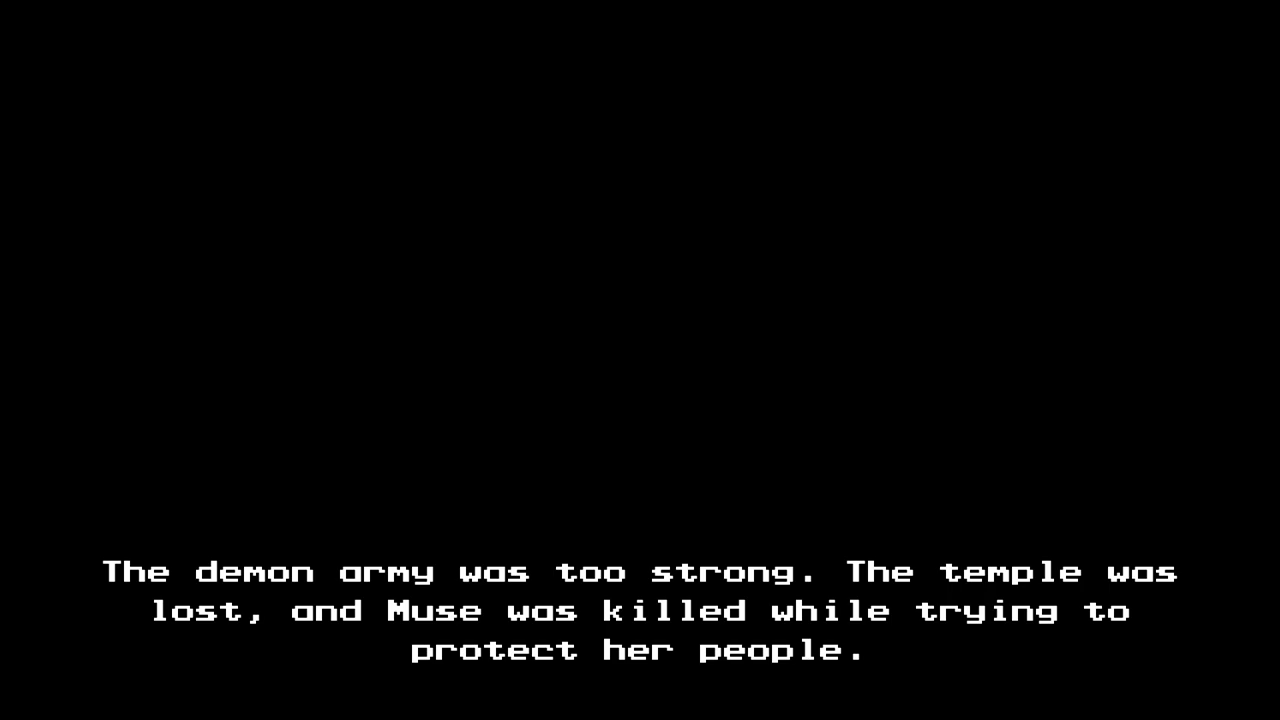 The demon army was too strong. The temple was
lost, and Muse was killed while trying to
protect her people.